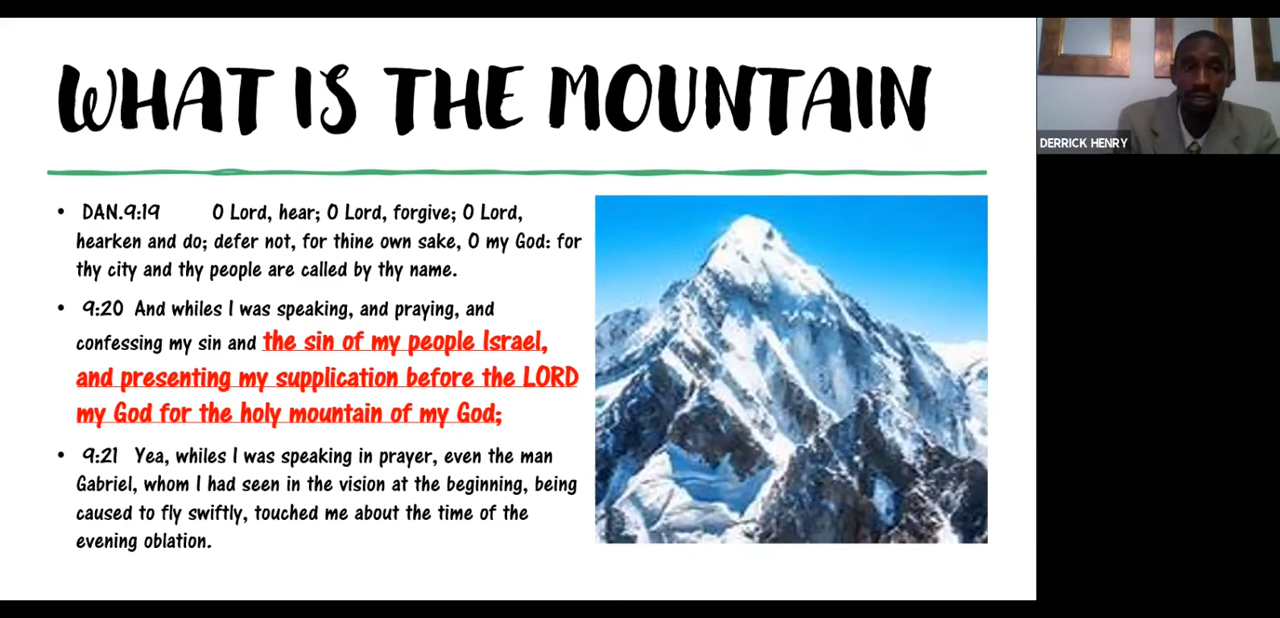 WHAT IS THE MOUNTAIN
• DAN.9:19 O Lord, hear; O Lord, forgive; O Lord,
hearken and do; defer not, for thine own sake, O my God: for
thy city and thy people are called by thy name.
• 9:20 And whiles I was speaking, and praying, and
confessing my sin and the sin of my people Israel,
and presenting my supplication before the LORD
my God for the holy mountain of my God;
• 9:21 Yea, whiles I was speaking in prayer, even the man
Gabriel, whom I had seen in the vision at the beginning, being
caused to fly swiftly, touched me about the time of the
evening oblation.
DERRICK HENRY